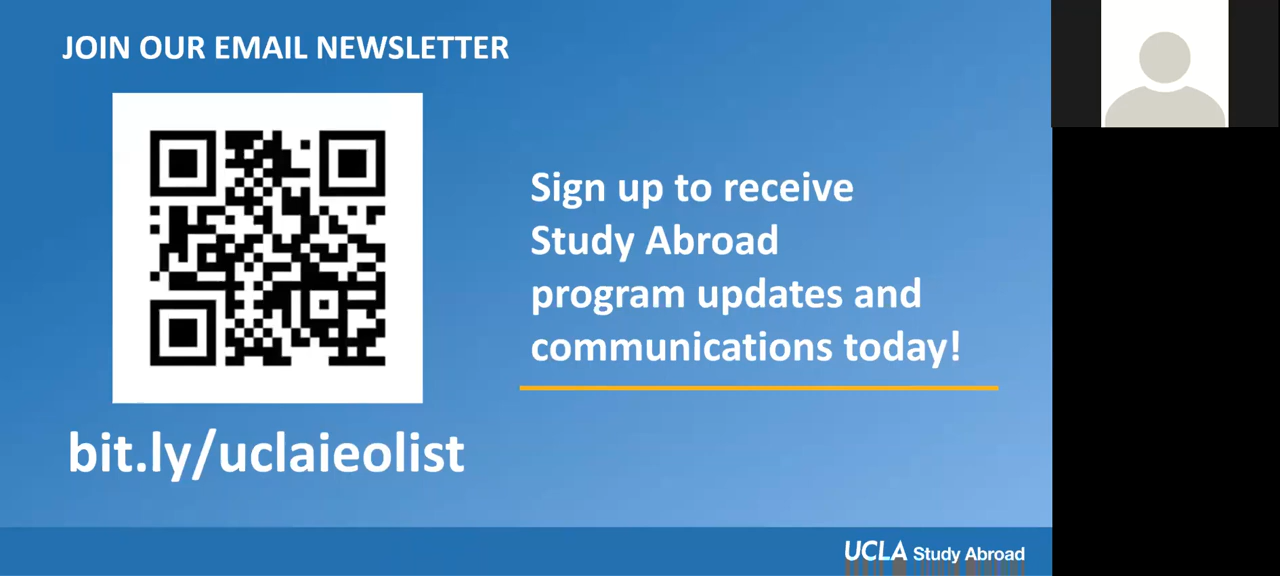 JOIN OUR EMAIL NEWSLETTER
Sign up to receive
Study Abroad
program updates and
communications today!
bit.ly/uclaieolist
UCLA Study Abroad